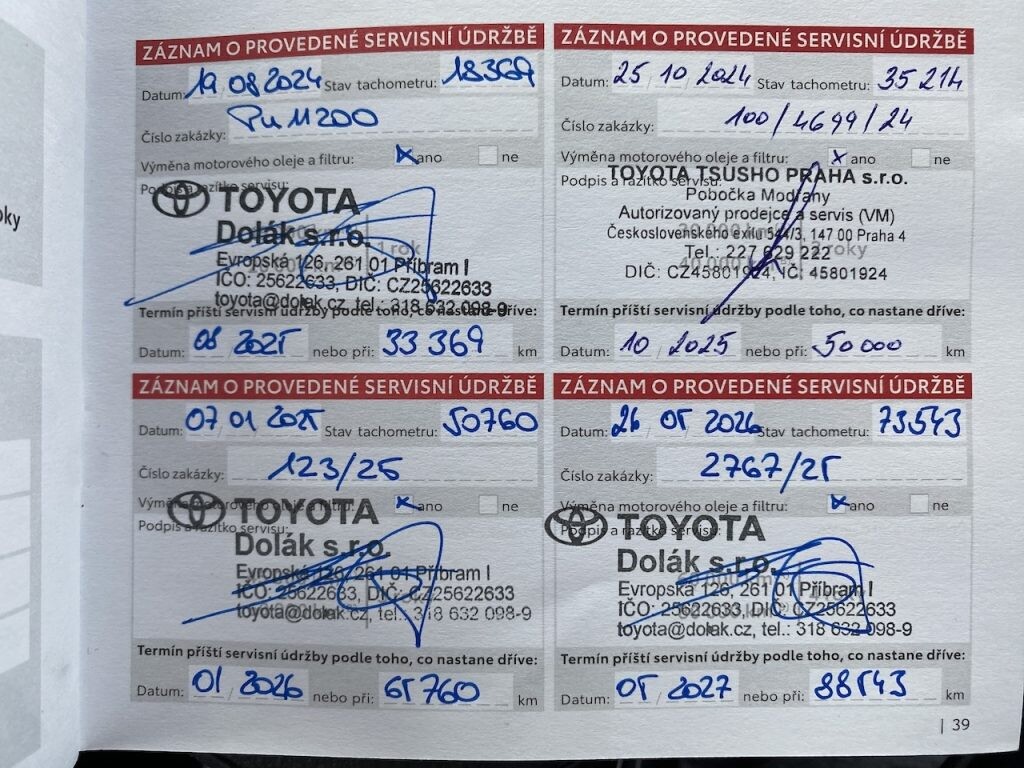 oky
ZÁZNAM O PROVEDENÉ SERVISNÍ ÚDRŽBĚ
Datum: 19 08 2024 Stav tachometru: 18369
Číslo zakázky: Pu 11200
Výměna motorového oleje a filtru: x ano ne
Podpis a razítko servisu:
TOYOTA
Dolák s.r.o.
1 rok
Evropská 126, 261 01 Příbram I
IČO: 25622633, DIČ: CZ25622633
toyota@dolak.cz, tel.: 318 632 098-9
Termín příští servisní údržby podle toho, co nastane dříve:
Datum: 08 2025 nebo při: 33 369 km
ZÁZNAM O PROVEDENÉ SERVISNÍ ÚDRŽBĚ
Datum: 25 10 2024 Stav tachometru: 35 214
Číslo zakázky: 100/4699/24
Výměna motorového oleje a filtru: x ano ne
Podpis a razítko servisu:
TOYOTA TSUSHO PRAHA s.r.o.
Pobočka Modřany
Autorizovaný prodejce a servis (VM)
Československého exilu 544/3, 147 00 Praha 4
2 roky
Tel.: 227 629 222
DIČ: CZ45801924, IČ: 45801924
Termín příští servisní údržby podle toho, co nastane dříve:
Datum: 10 2025 nebo při: 50 000 km
ZÁZNAM O PROVEDENÉ SERVISNÍ ÚDRŽBĚ
Datum: 07 01 2025 Stav tachometru: 50760
Číslo zakázky: 123/25
Výměna motorového oleje a filtru: x ano ne
Podpis a razítko servisu:
TOYOTA
Dolák s.r.o.
Evropská 126, 261 01 Příbram I
IČO: 25622633, DIČ: CZ25622633
toyota@dolak.cz, tel.: 318 632 098-9
Termín příští servisní údržby podle toho, co nastane dříve:
Datum: 01 2026 nebo při: 65 760 km
ZÁZNAM O PROVEDENÉ SERVISNÍ ÚDRŽBĚ
Datum: 26 05 2026 Stav tachometru: 73543
Číslo zakázky: 2767/25
Výměna motorového oleje a filtru: x ano ne
Podpis a razítko servisu:
TOYOTA
Dolák s.r.o.
Evropská 126, 261 01 Příbram I
IČO: 25622633, DIČ: CZ25622633
toyota@dolak.cz, tel.: 318 632 098-9
Termín příští servisní údržby podle toho, co nastane dříve:
Datum: 05 2027 nebo při: 88543 km
| 39